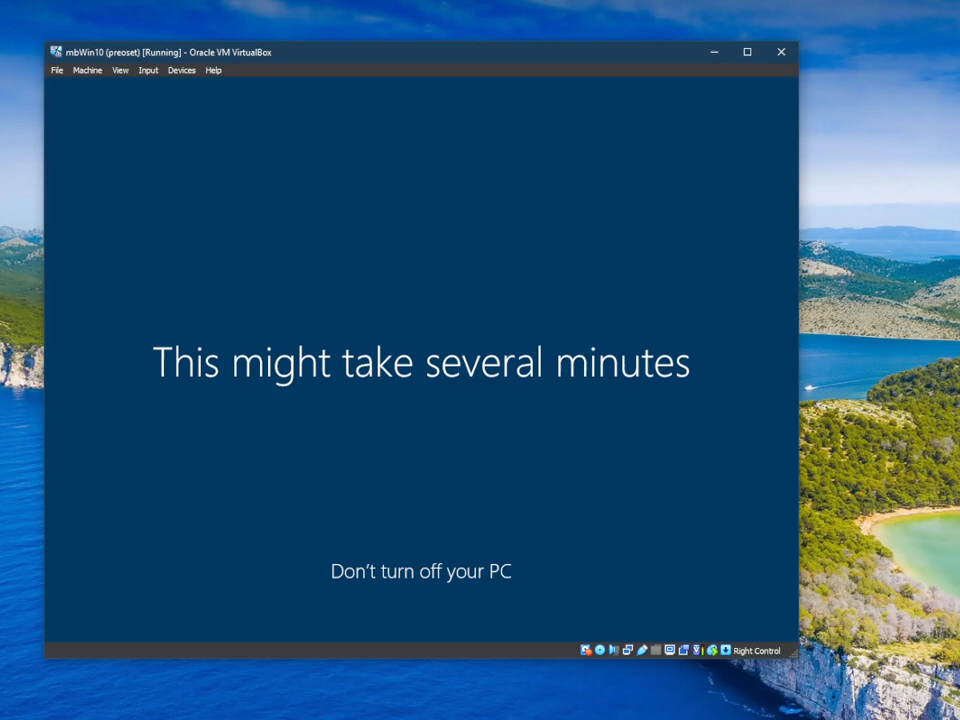 mbWin10 (preoset) [Running] - Oracle VM VirtualBox
File Machine View Input Devices Help
This might take several minutes
Don't turn off your PC
Right Control